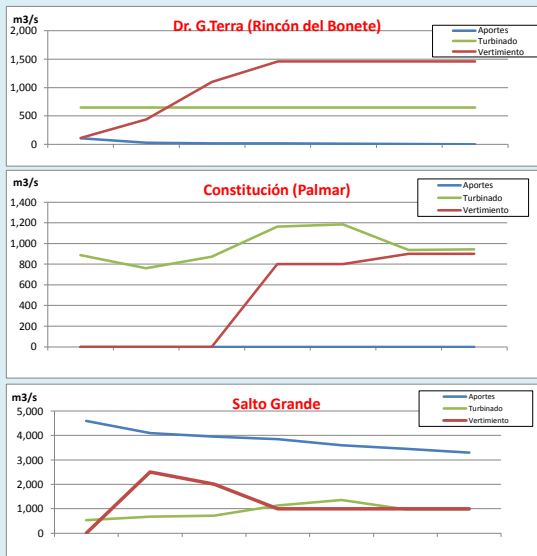 m3/s
Dr. G.Terra (Rincón del Bonete)
Aportes
Turbinado
Vertimiento
2,000
1,500
1,000
500
0
m3/s
Constitución (Palmar)
Aportes
Turbinado
Vertimiento
1,400
1,200
1,000
800
600
400
200
0
m3/s
Salto Grande
Aportes
Turbinado
Vertimiento
5,000
4,000
3,000
2,000
1,000
0